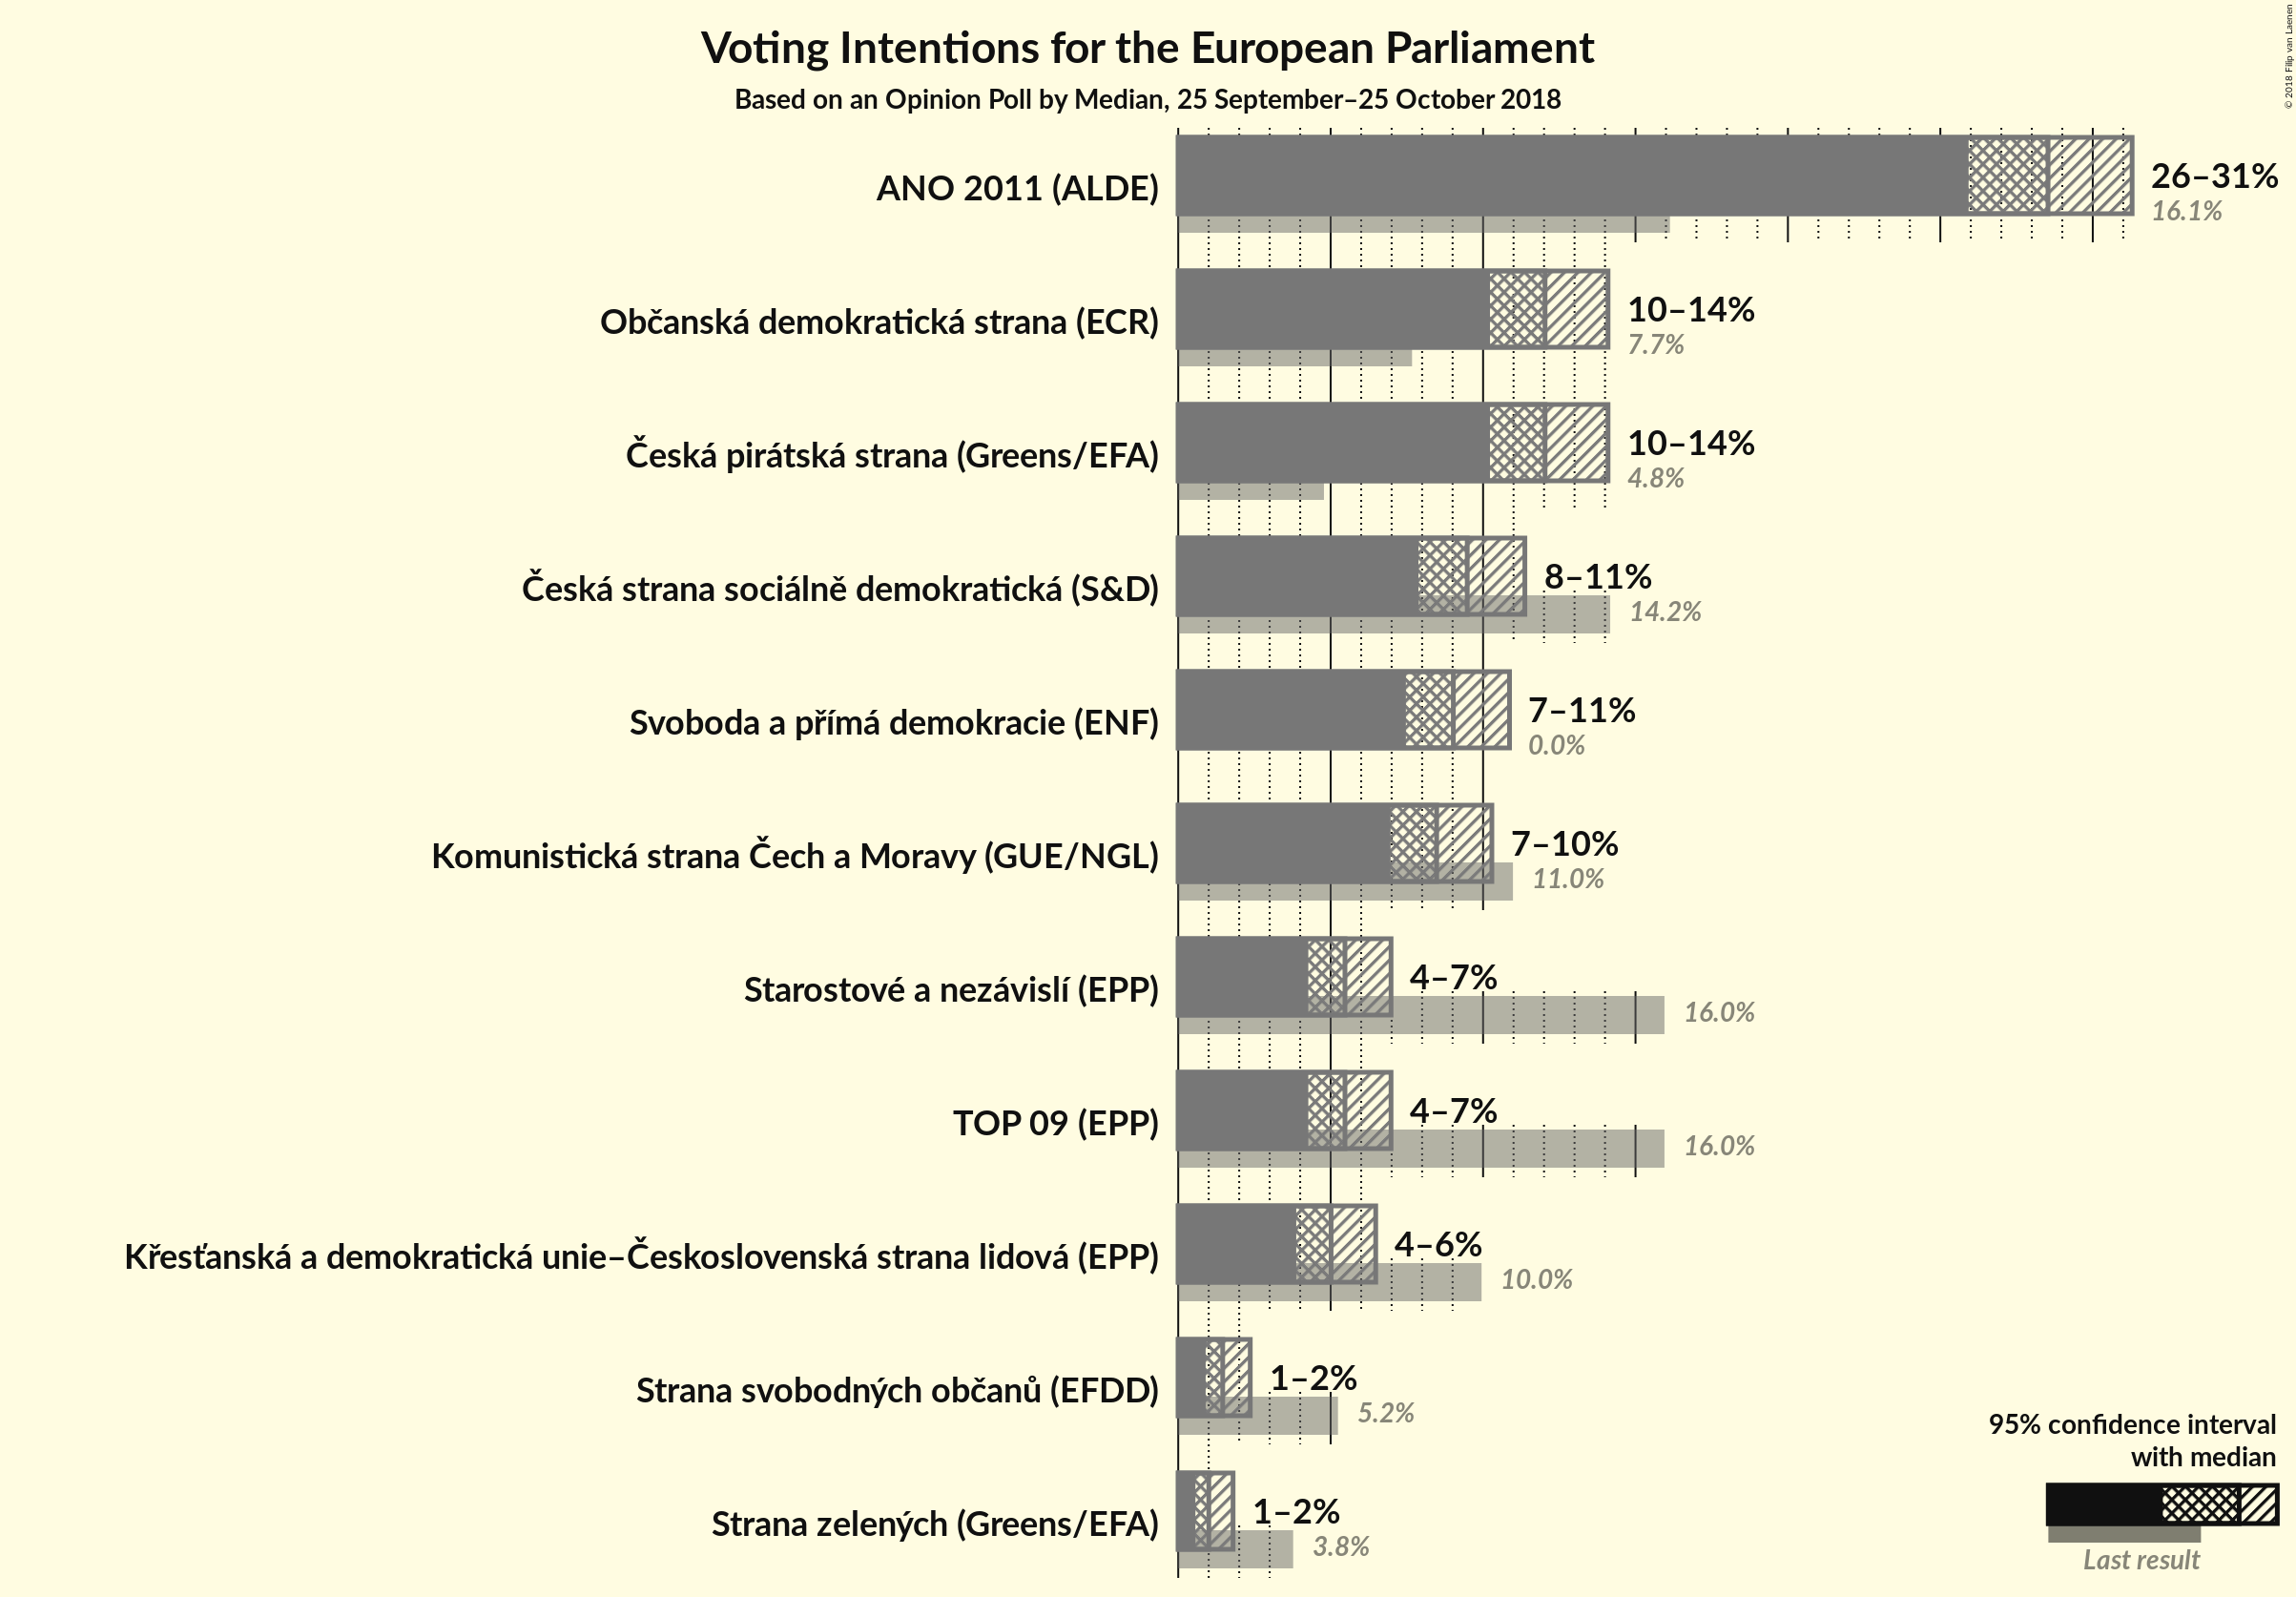 Voting Intentions for the European Parliament
Based on an Opinion Poll by Median, 25 September–25 October 2018
© 2018 Filip van Laenen
ANO 2011 (ALDE)
26–31%
16.1%
Občanská demokratická strana (ECR)
10–14%
7.7%
Česká pirátská strana (Greens/EFA)
10–14%
4.8%
Česká strana sociálně demokratická (S&D)
8–11%
14.2%
Svoboda a přímá demokracie (ENF)
7–11%
0.0%
Komunistická strana Čech a Moravy (GUE/NGL)
7–10%
11.0%
Starostové a nezávislí (EPP)
4–7%
16.0%
TOP 09 (EPP)
4–7%
16.0%
Křesťanská a demokratická unie–Československá strana lidová (EPP)
4–6%
10.0%
Strana svobodných občanů (EFDD)
1–2%
5.2%
Strana zelených (Greens/EFA)
1–2%
3.8%
95% confidence interval
with median
Last result